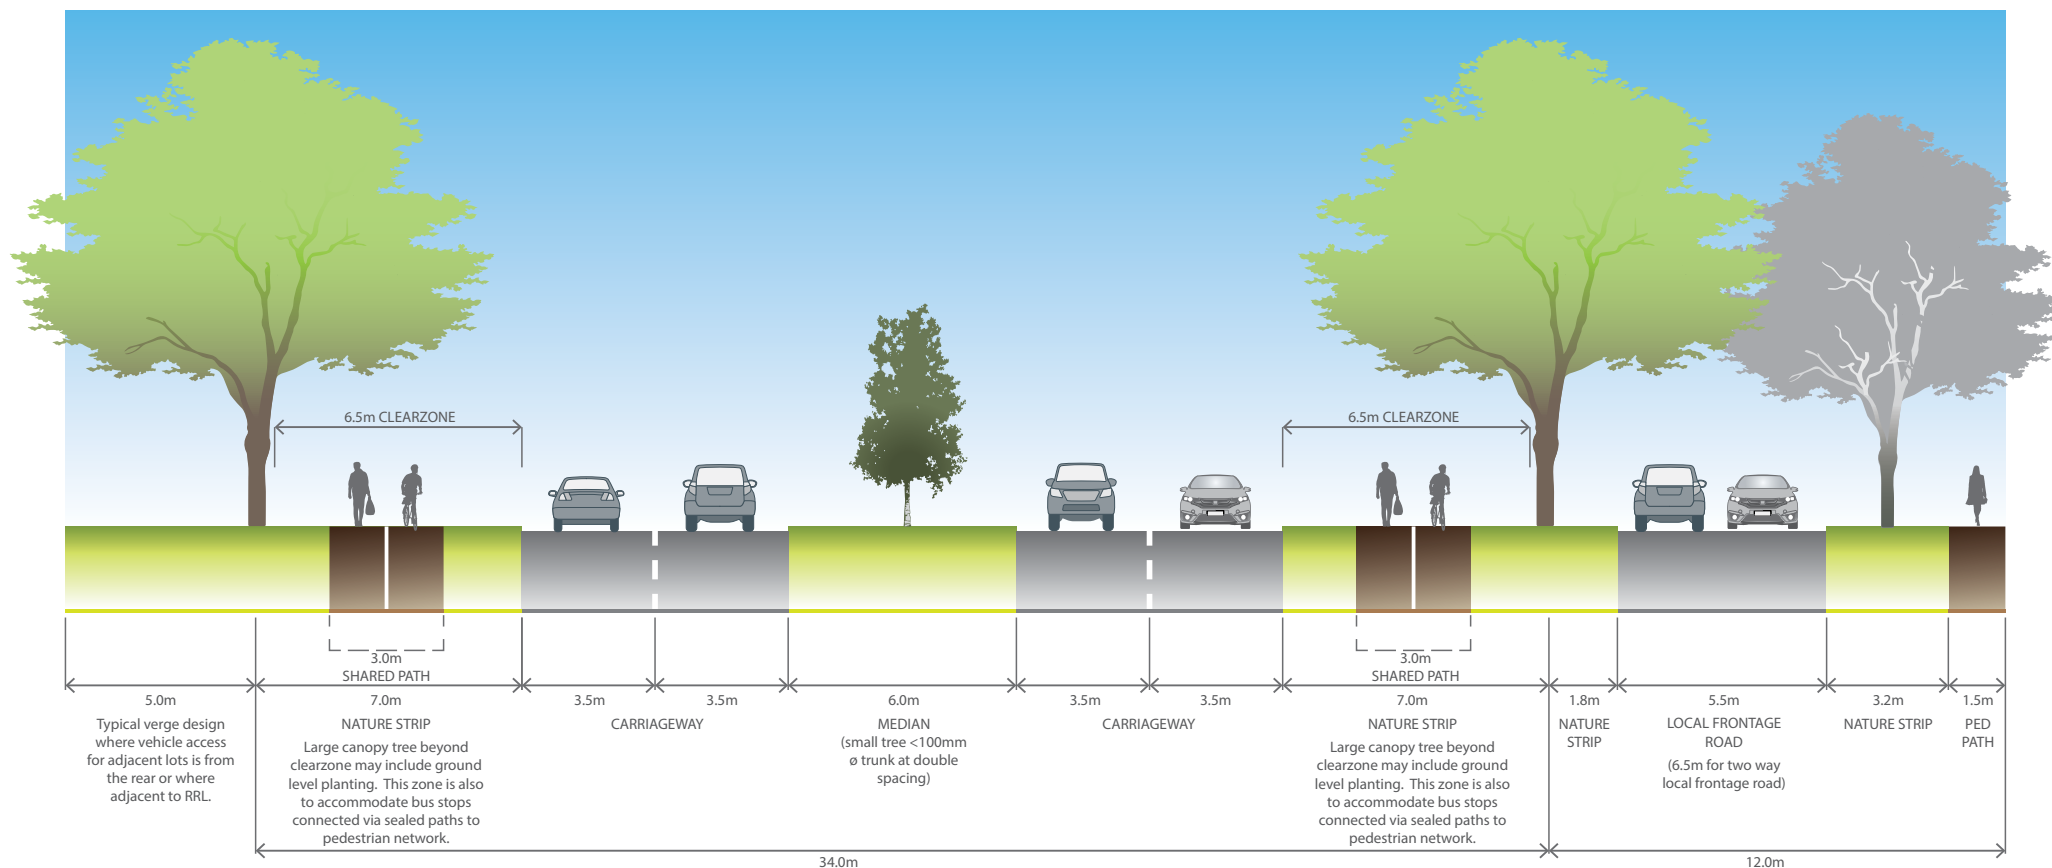 6.5m CLEARZONE
6.5m CLEARZONE
3.0m
SHARED PATH
3.0m
SHARED PATH
5.0m
Typical verge design
where vehicle access
for adjacent lots is from
the rear or where
adjacent to RRL.
7.0m
NATURE STRIP
Large canopy tree beyond
clearzone may include ground
level planting. This zone is also
to accommodate bus stops
connected via sealed paths to
pedestrian network.
3.5m
3.5m
CARRIAGEWAY
6.0m
MEDIAN
(small tree <100mm
ø trunk at double
spacing)
3.5m
3.5m
CARRIAGEWAY
7.0m
NATURE STRIP
Large canopy tree beyond
clearzone may include ground
level planting. This zone is also
to accommodate bus stops
connected via sealed paths to
pedestrian network.
1.8m
NATURE
STRIP
5.5m
LOCAL FRONTAGE
ROAD
(6.5m for two way
local frontage road)
3.2m
NATURE STRIP
1.5m
PED
PATH
34.0m
12.0m